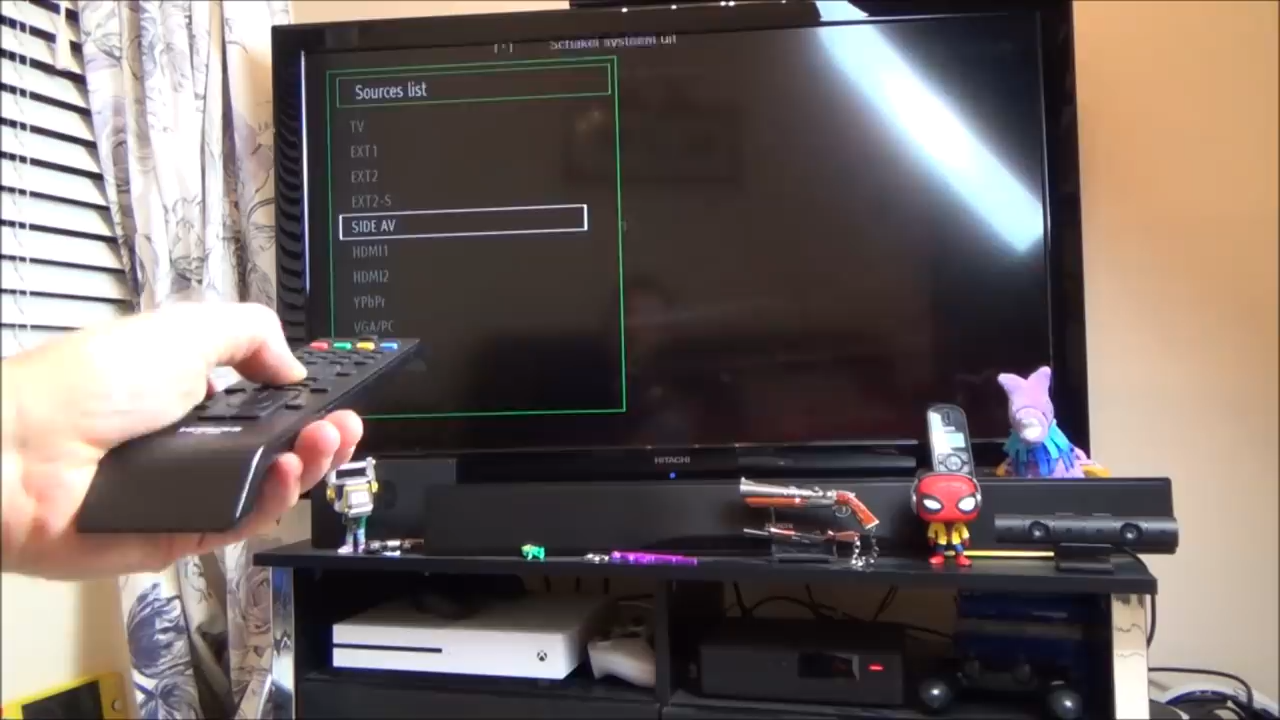 [·] Schakel systeem uit
Sources list
TV
EXT1
EXT2
EXT2-S
SIDE AV
HDMI1
HDMI2
YPbPr
VGA/PC
HITACHI